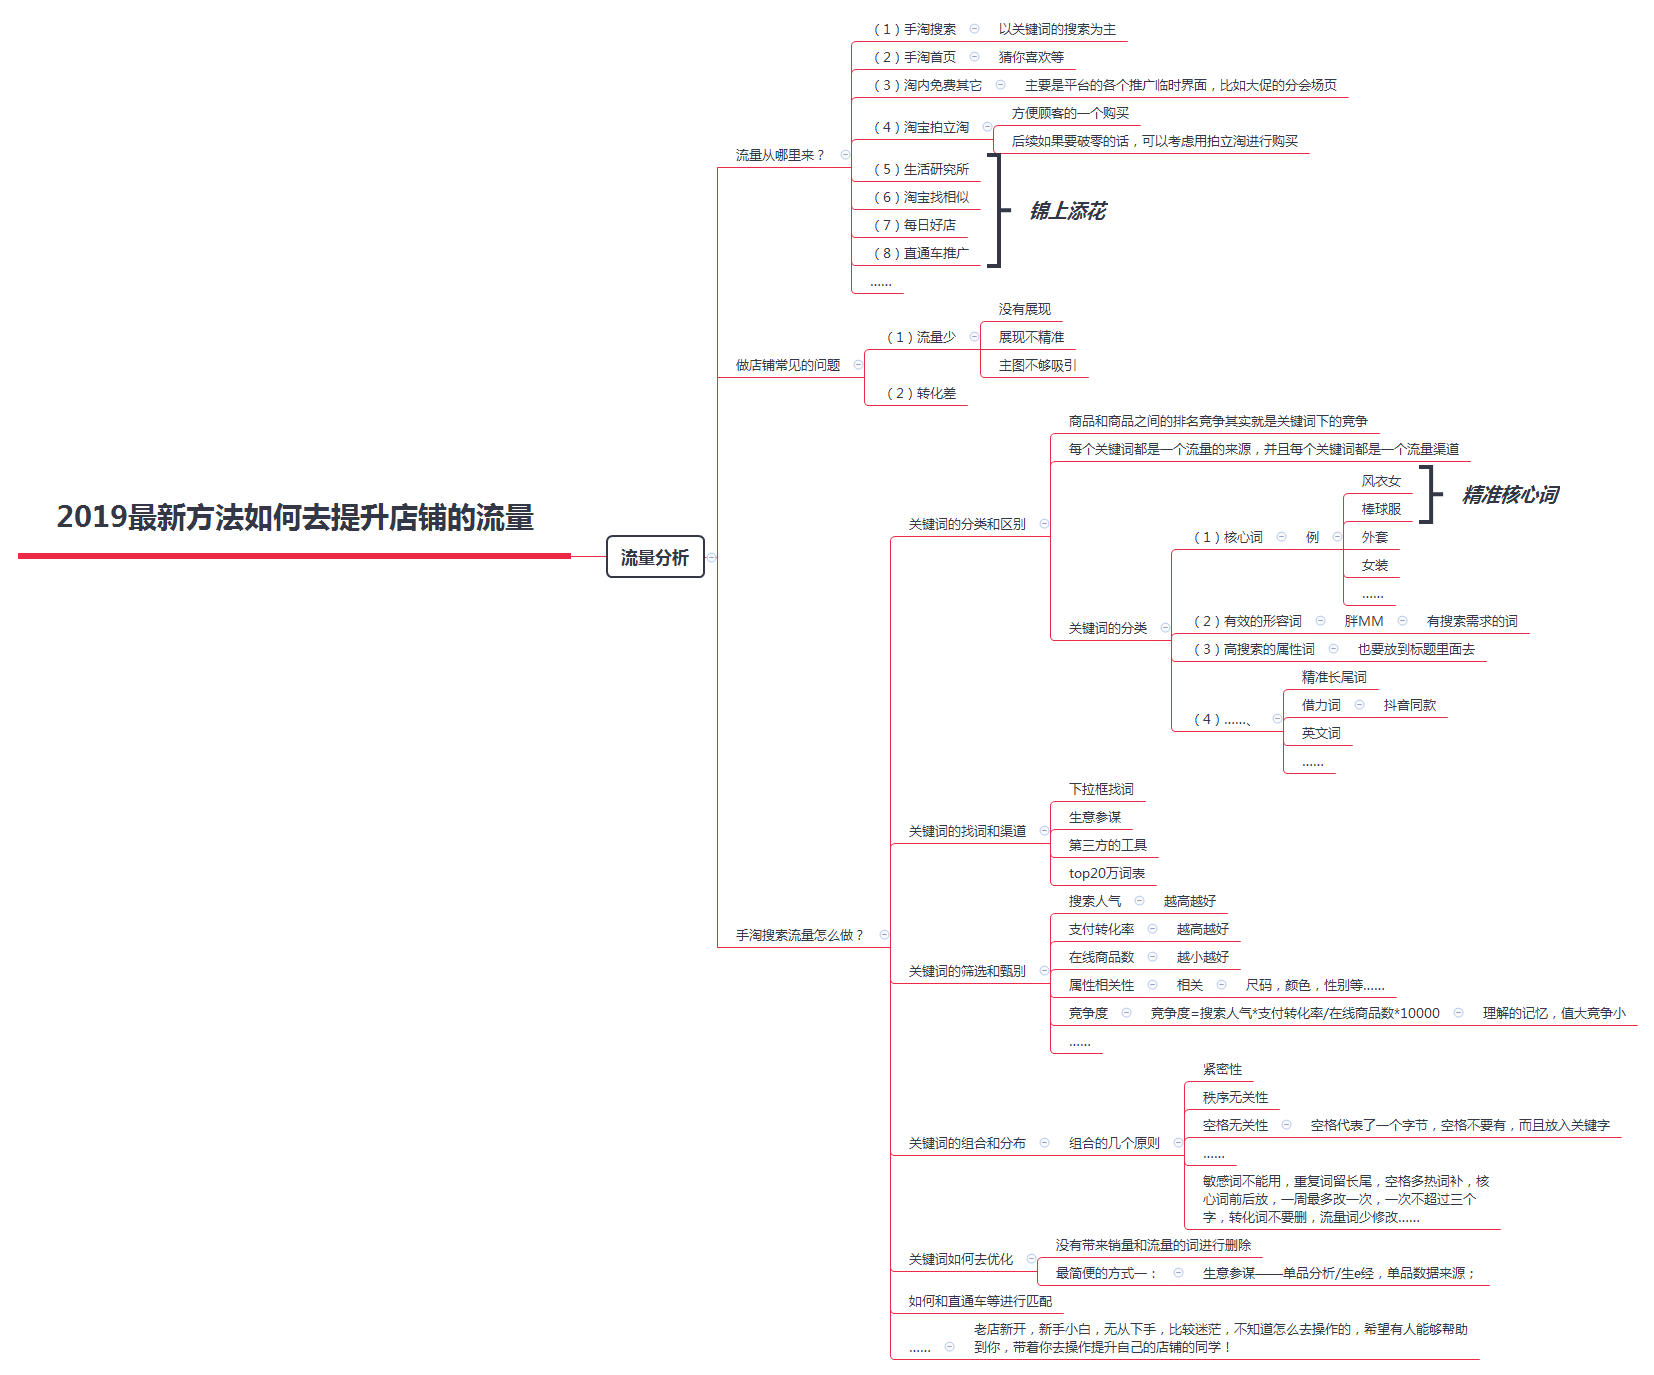 2019最新方法如何去提升店铺的流量
流量分析
流量从哪里来？
（1）手淘搜索
以关键词的搜索为主
（2）手淘首页
猜你喜欢等
（3）淘内免费其它
主要是平台的各个推广临时界面，比如大促的分会场页
（4）淘宝拍立淘
方便顾客的一个购买
后续如果要破零的话，可以考虑用拍立淘进行购买
（5）生活研究所
（6）淘宝找相似
（7）每日好店
（8）直通车推广
锦上添花
......
做店铺常见的问题
（1）流量少
没有展现
展现不精准
主图不够吸引
（2）转化差
手淘搜索流量怎么做？
关键词的分类和区别
商品和商品之间的排名竞争其实就是关键词下的竞争
每个关键词都是一个流量的来源，并且每个关键词都是一个流量渠道
关键词的分类
（1）核心词
例
风衣女
棒球服
精准核心词
外套
女装
......
（2）有效的形容词
胖MM
有搜索需求的词
（3）高搜索的属性词
也要放到标题里面去
（4）......、
精准长尾词
借力词
抖音同款
英文词
......
关键词的找词和渠道
下拉框找词
生意参谋
第三方的工具
top20万词表
关键词的筛选和甄别
搜索人气
越高越好
支付转化率
越高越好
在线商品数
越小越好
属性相关性
相关
尺码，颜色，性别等......
竞争度
竞争度=搜索人气*支付转化率/在线商品数*10000
理解的记忆，值大竞争小
......
关键词的组合和分布
组合的几个原则
紧密性
秩序无关性
空格无关性
空格代表了一个字节，空格不要有，而且放入关键字
......
敏感词不能用，重复词留长尾，空格多热词补，核
心词前后放，一周最多改一次，一次不超过三个
字，转化词不要删，流量词少修改......
关键词如何去优化
没有带来销量和流量的词进行删除
最简便的方式一：
生意参谋——单品分析/生e经，单品数据来源；
如何和直通车等进行匹配
......
老店新开，新手小白，无从下手，比较迷茫，不知道怎么去操作的，希望有人能够帮助
到你，带着你去操作提升自己的店铺的同学！